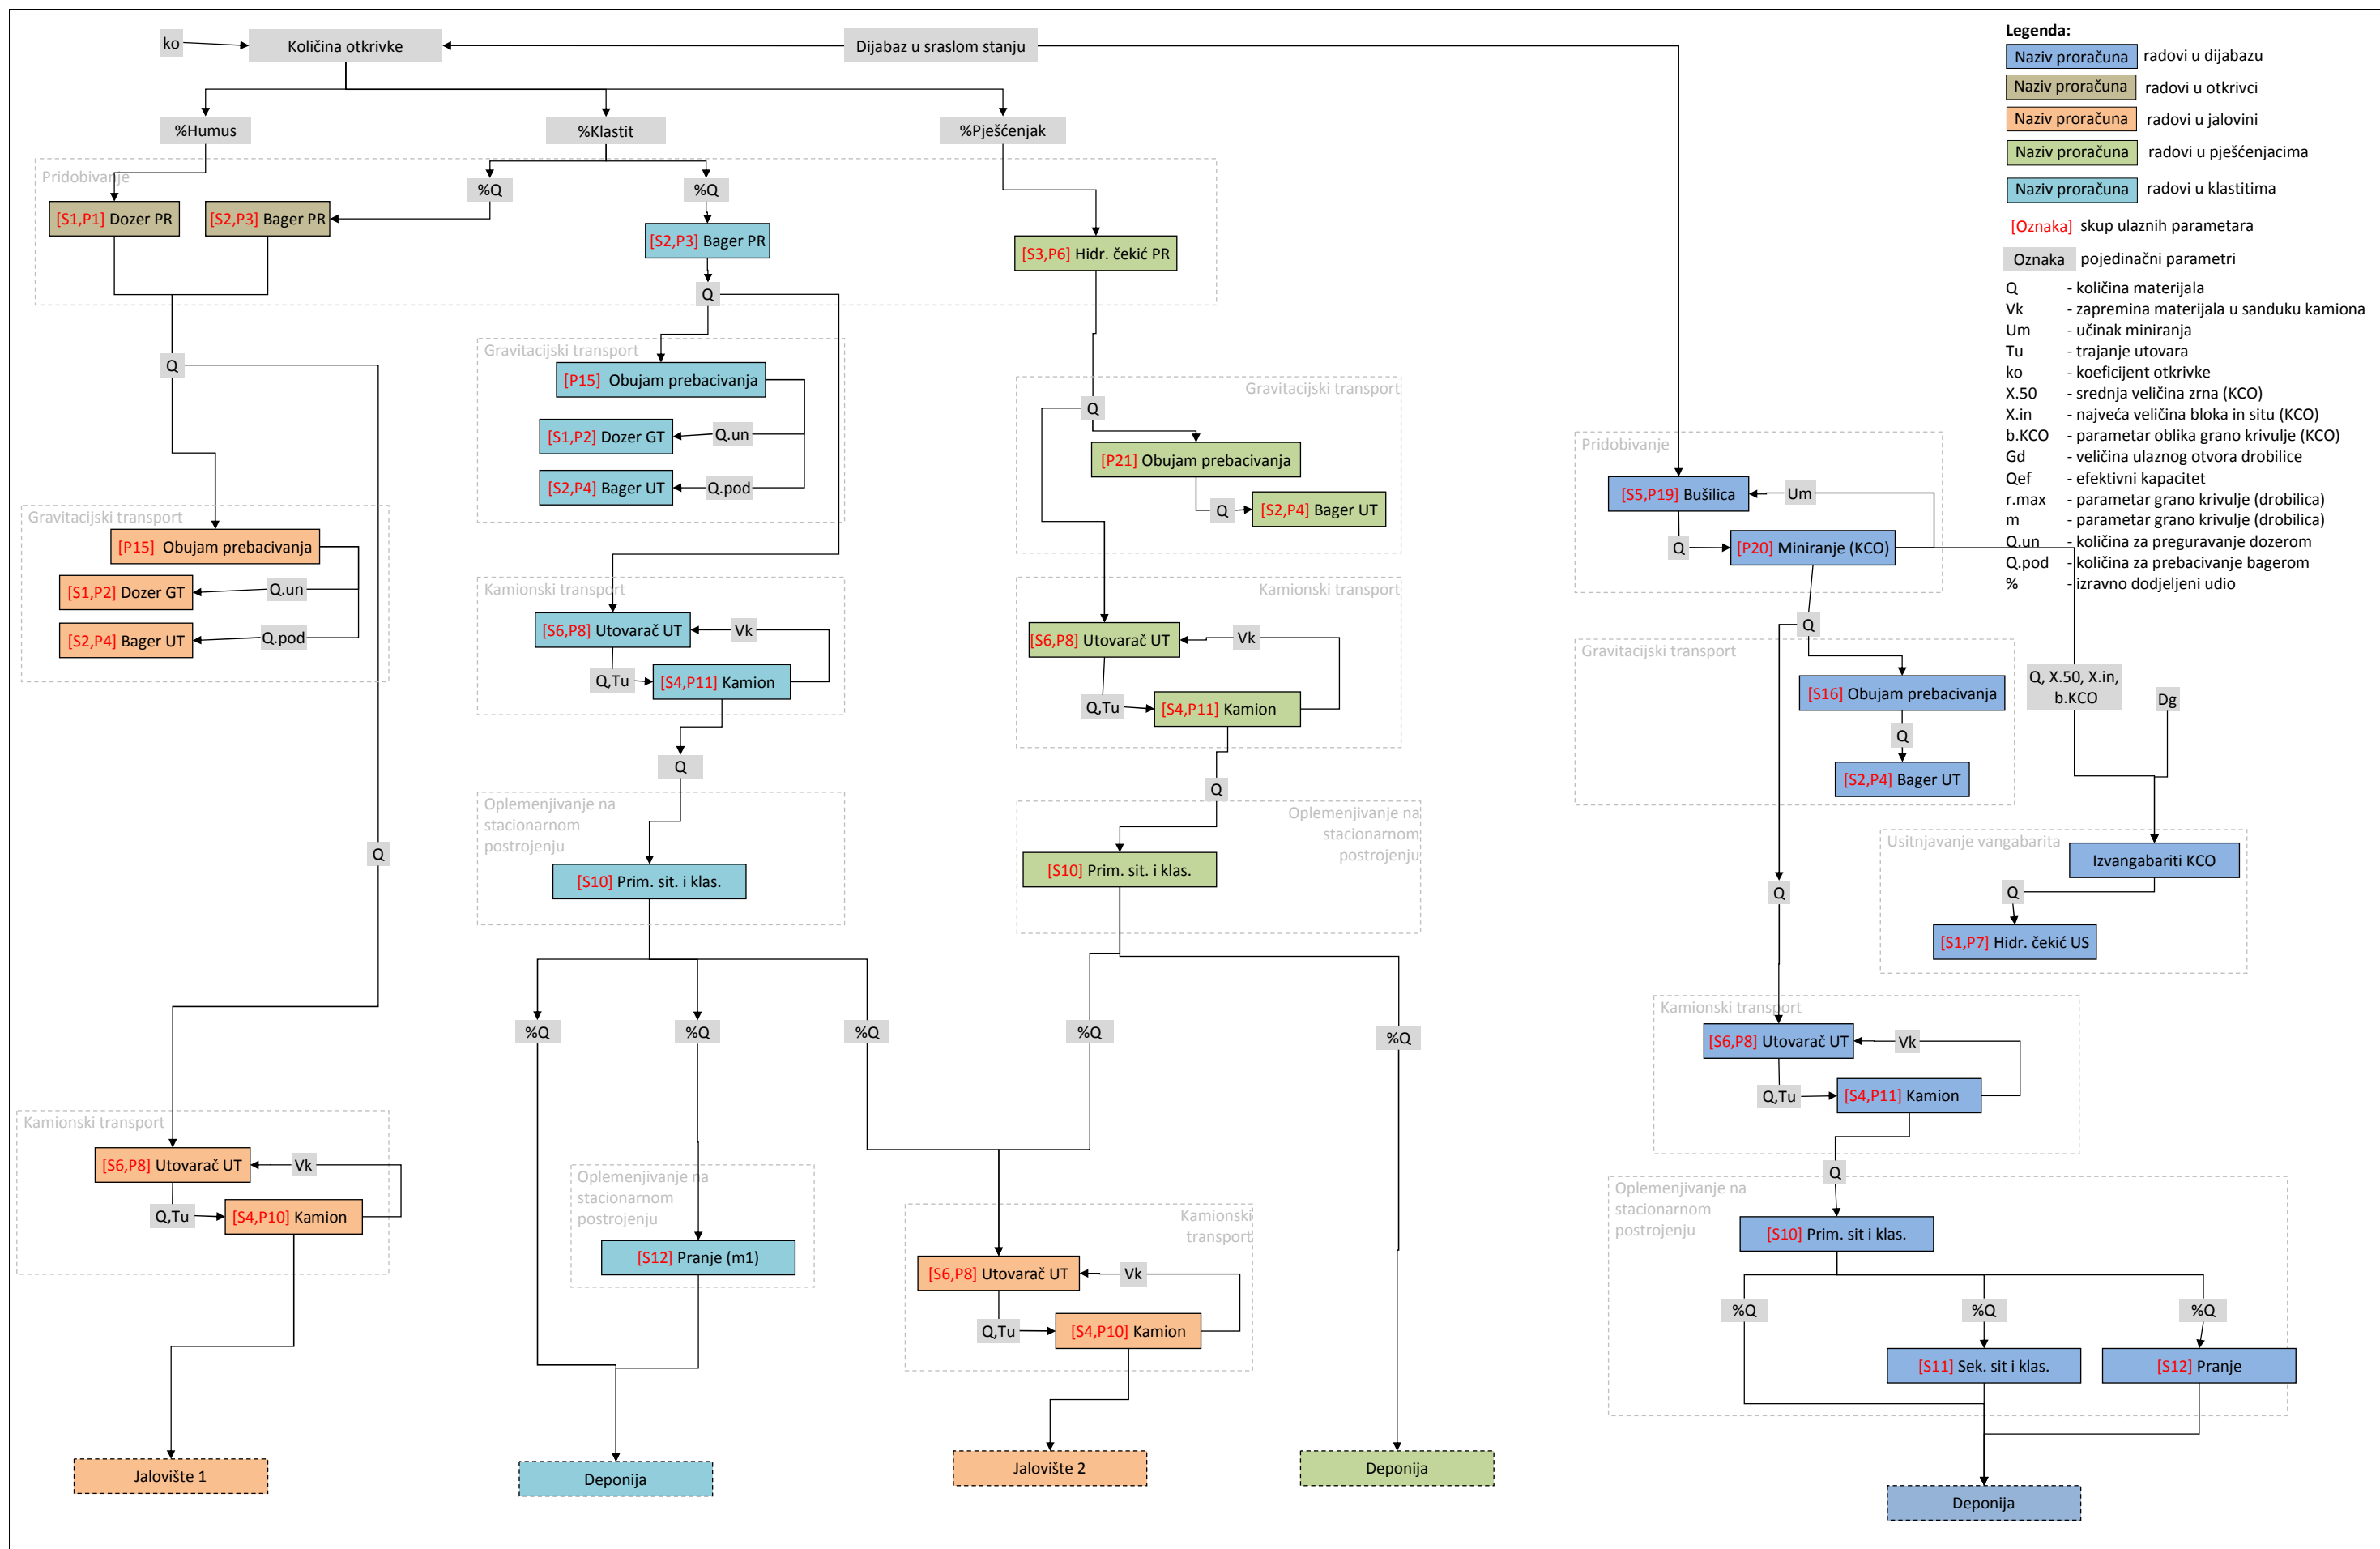 ko
Količina otkrivke
Dijabaz u sraslom stanju
%Humus
%Klastit
%Pješćenjak
Pridobivanje
%Q
%Q
[S1,P1] Dozer PR
[S2,P3] Bager PR
[S2,P3] Bager PR
[S3,P6] Hidr. čekić PR
Q
Q
Gravitacijski transport
[P15] Obujam prebacivanja
[S1,P2] Dozer GT
Q.un
[S2,P4] Bager UT
Q.pod
Gravitacijski transport
Q
[P21] Obujam prebacivanja
Q
[S2,P4] Bager UT
Gravitacijski transport
[P15] Obujam prebacivanja
[S1,P2] Dozer GT
Q.un
[S2,P4] Bager UT
Q.pod
Kamionski transport
[S6,P8] Utovarač UT
Vk
Q,Tu
[S4,P11] Kamion
Kamionski transport
[S6,P8] Utovarač UT
Vk
Q,Tu
[S4,P11] Kamion
Q
Q
Oplemenjivanje na
stacionarnom
postrojenju
[S10] Prim. sit. i klas.
Oplemenjivanje na
stacionarnom
postrojenju
[S10] Prim. sit. i klas.
Q
%Q
%Q
%Q
%Q
%Q
Kamionski transport
[S6,P8] Utovarač UT
Vk
Q,Tu
[S4,P10] Kamion
Oplemenjivanje na
stacionarnom
postrojenju
[S12] Pranje (m1)
Kamionski
transport
[S6,P8] Utovarač UT
Vk
Q,Tu
[S4,P10] Kamion
Jalovište 1
Deponija
Jalovište 2
Deponija
Pridobivanje
[S5,P19] Bušilica
Um
Q
[P20] Miniranje (KCO)
Q
Gravitacijski transport
[S16] Obujam prebacivanja
Q
[S2,P4] Bager UT
Q, X.50, X.in,
b.KCO
Dg
Usitnjavanje vangabarita
Izvangabariti KCO
Q
[S1,P7] Hidr. čekić US
Q
Kamionski transport
[S6,P8] Utovarač UT
Vk
Q,Tu
[S4,P11] Kamion
Q
Oplemenjivanje na
stacionarnom
postrojenju
[S10] Prim. sit i klas.
%Q
%Q
%Q
[S11] Sek. sit i klas.
[S12] Pranje
Deponija
Legenda:
Naziv proračuna radovi u dijabazu
Naziv proračuna radovi u otkrivci
Naziv proračuna radovi u jalovini
Naziv proračuna radovi u pješćenjacima
Naziv proračuna radovi u klastitima
[Oznaka] skup ulaznih parametara
Oznaka pojedinačni parametri
Q - količina materijala
Vk - zapremina materijala u sanduku kamiona
Um - učinak miniranja
Tu - trajanje utovara
ko - koeficijent otkrivke
X.50 - srednja veličina zrna (KCO)
X.in - najveća veličina bloka in situ (KCO)
b.KCO - parametar oblika grano krivulje (KCO)
Gd - veličina ulaznog otvora drobilice
Qef - efektivni kapacitet
r.max - parametar grano krivulje (drobilica)
m - parametar grano krivulje (drobilica)
Q.un - količina za preguravanje dozerom
Q.pod - količina za prebacivanje bagerom
% - izravno dodjeljeni udio